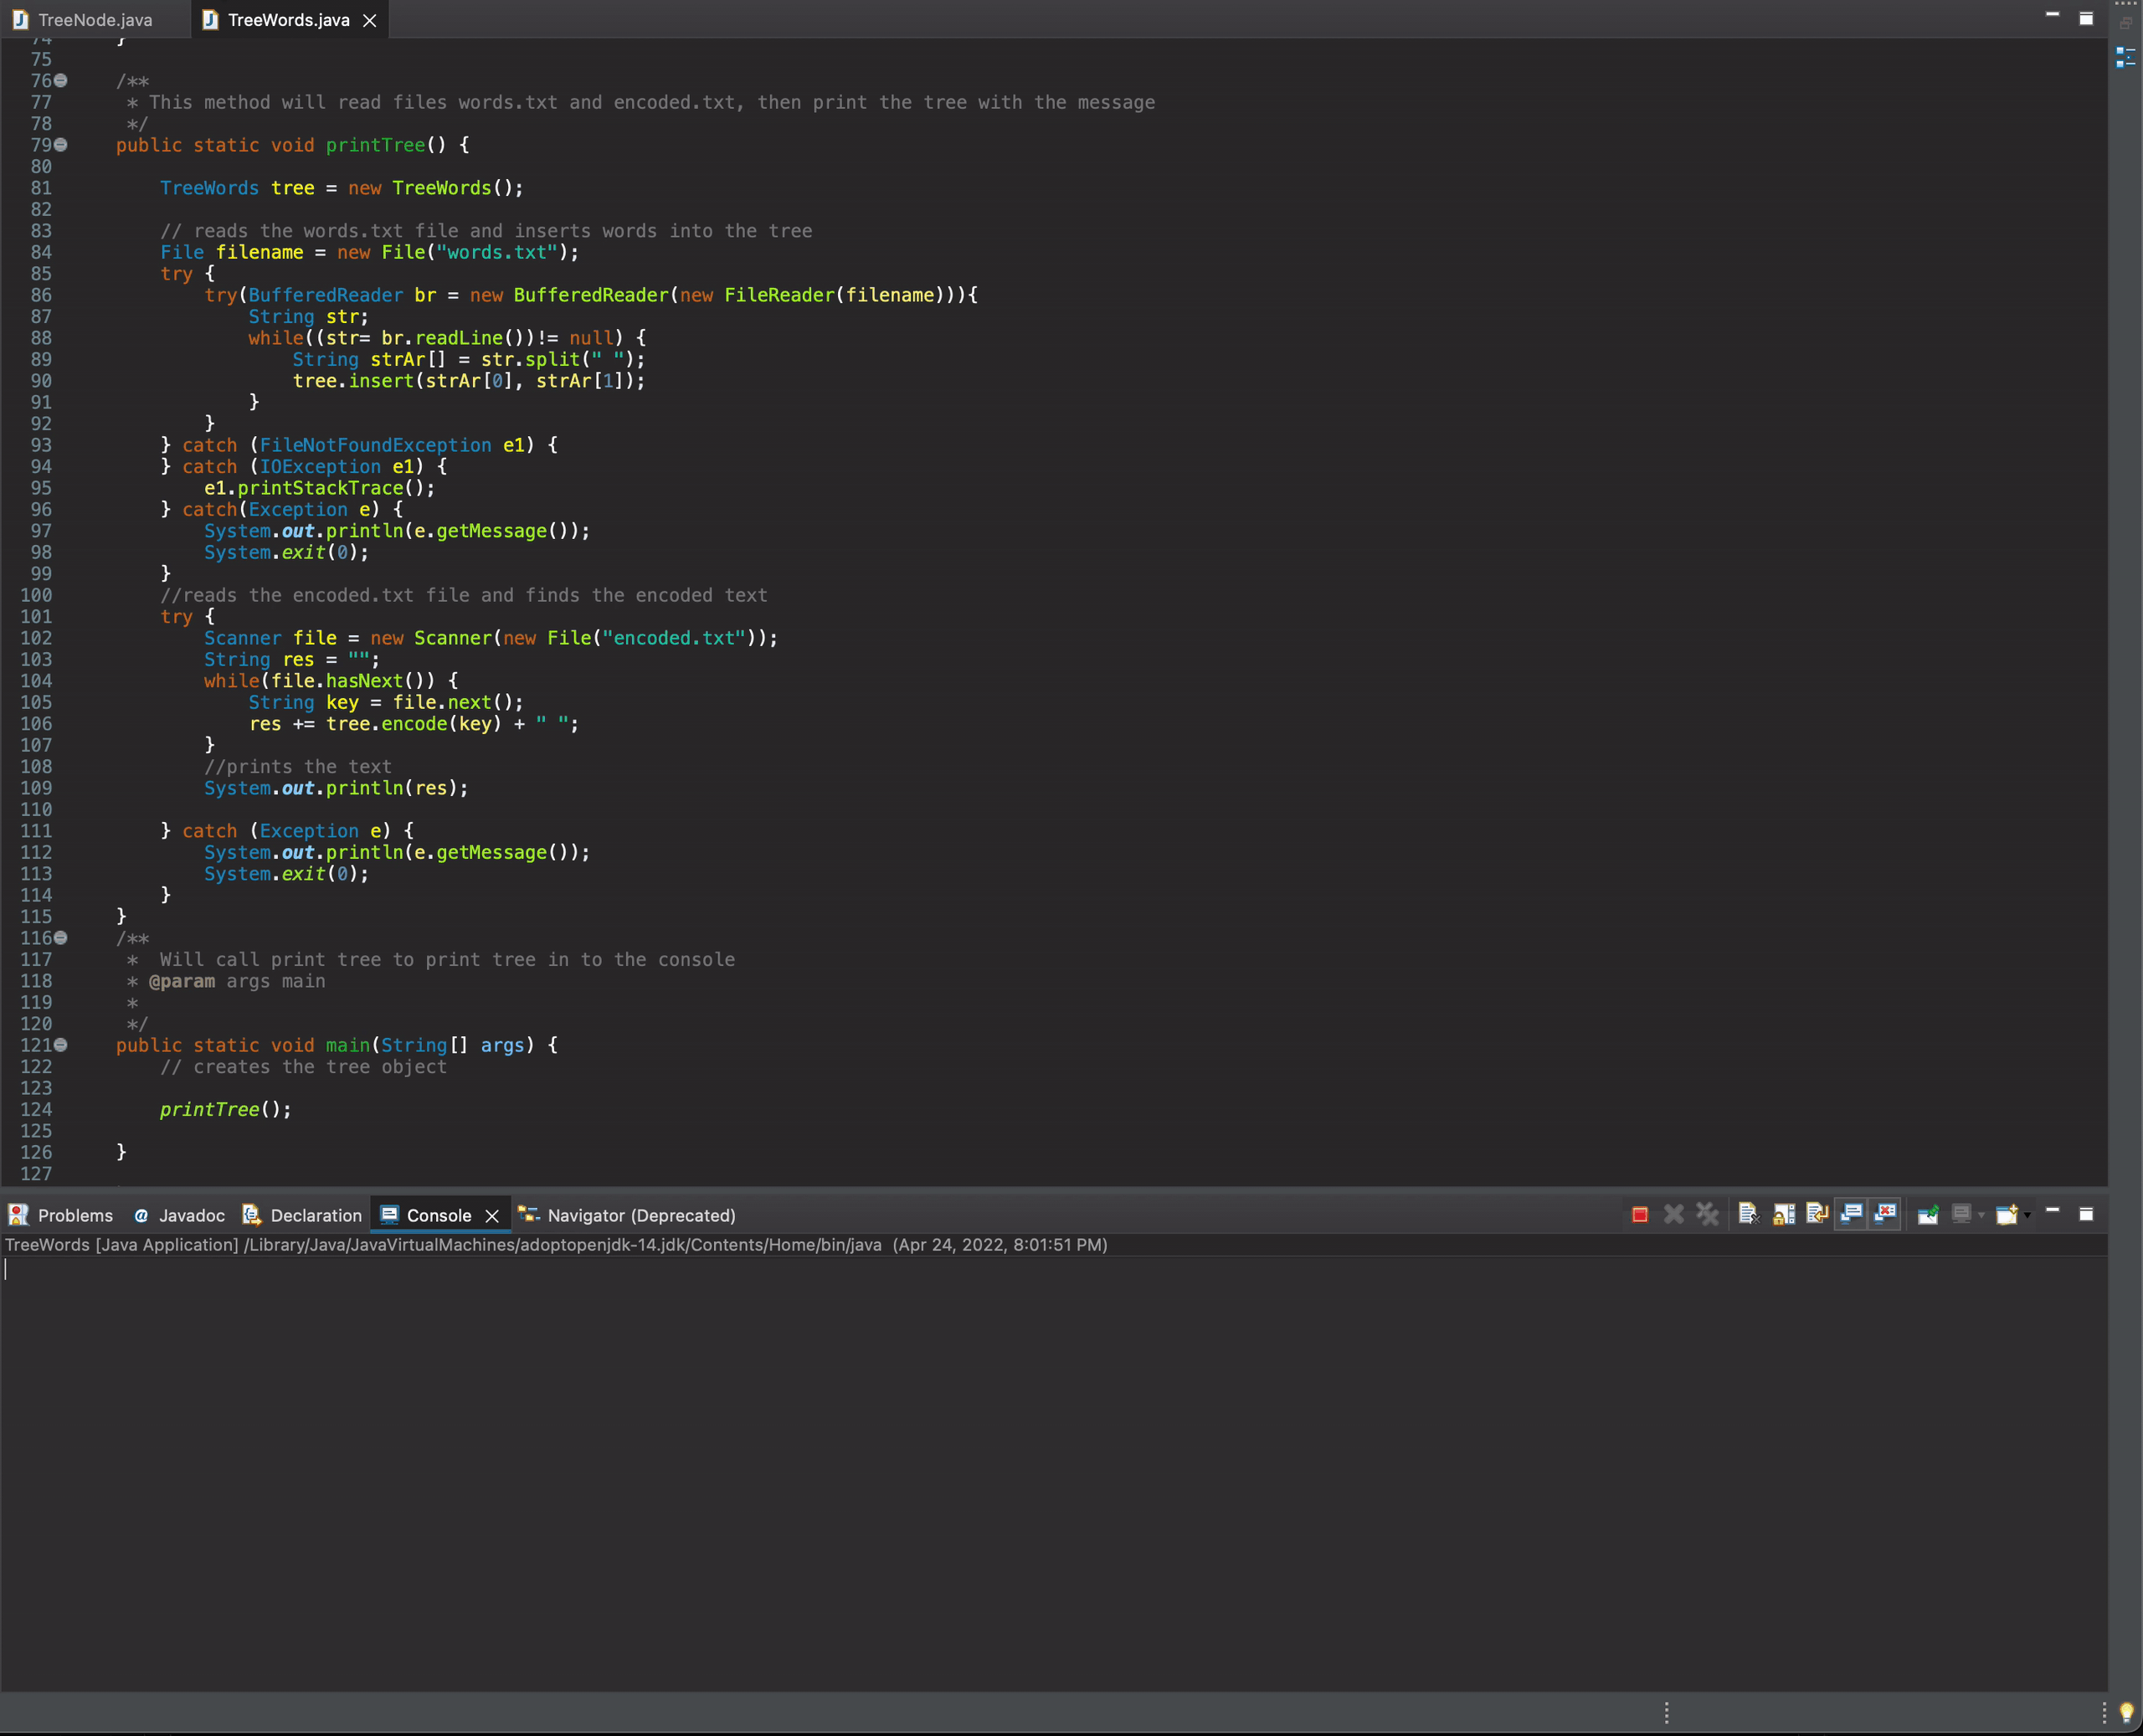 TreeNode.java
TreeWords.java
74 }
75
76 /**
77 * This method will read files words.txt and encoded.txt, then print the tree with the message
78 */
79 public static void printTree() {
80
81 TreeWords tree = new TreeWords();
82
83 // reads the words.txt file and inserts words into the tree
84 File filename = new File("words.txt");
85 try {
86 try(BufferedReader br = new BufferedReader(new FileReader(filename))){
87 String str;
88 while((str= br.readLine())!= null) {
89 String strAr[] = str.split(" ");
90 tree.insert(strAr[0], strAr[1]);
91 }
92 }
93 } catch (FileNotFoundException e1) {
94 } catch (IOException e1) {
95 e1.printStackTrace();
96 } catch(Exception e) {
97 System.out.println(e.getMessage());
98 System.exit(0);
99 }
100 //reads the encoded.txt file and finds the encoded text
101 try {
102 Scanner file = new Scanner(new File("encoded.txt"));
103 String res = "";
104 while(file.hasNext()) {
105 String key = file.next();
106 res += tree.encode(key) + " ";
107 }
108 //prints the text
109 System.out.println(res);
110
111 } catch (Exception e) {
112 System.out.println(e.getMessage());
113 System.exit(0);
114 }
115 }
116 /**
117 * Will call print tree to print tree in to the console
118 * @param args main
119 *
120 */
121 public static void main(String[] args) {
122 // creates the tree object
123
124 printTree();
125
126 }
127
Problems @ Javadoc Declaration Console Navigator (Deprecated)
TreeWords [Java Application] /Library/Java/JavaVirtualMachines/adoptopenjdk-14.jdk/Contents/Home/bin/java (Apr 24, 2022, 8:01:51 PM)